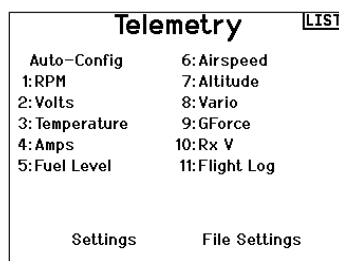 Telemetry
LIST
Auto-Config
1:RPM
2:Volts
3:Temperature
4:Amps
5:Fuel Level
6:Airspeed
7:Altitude
8:Vario
9:GForce
10:Rx V
11:Flight Log
Settings
File Settings